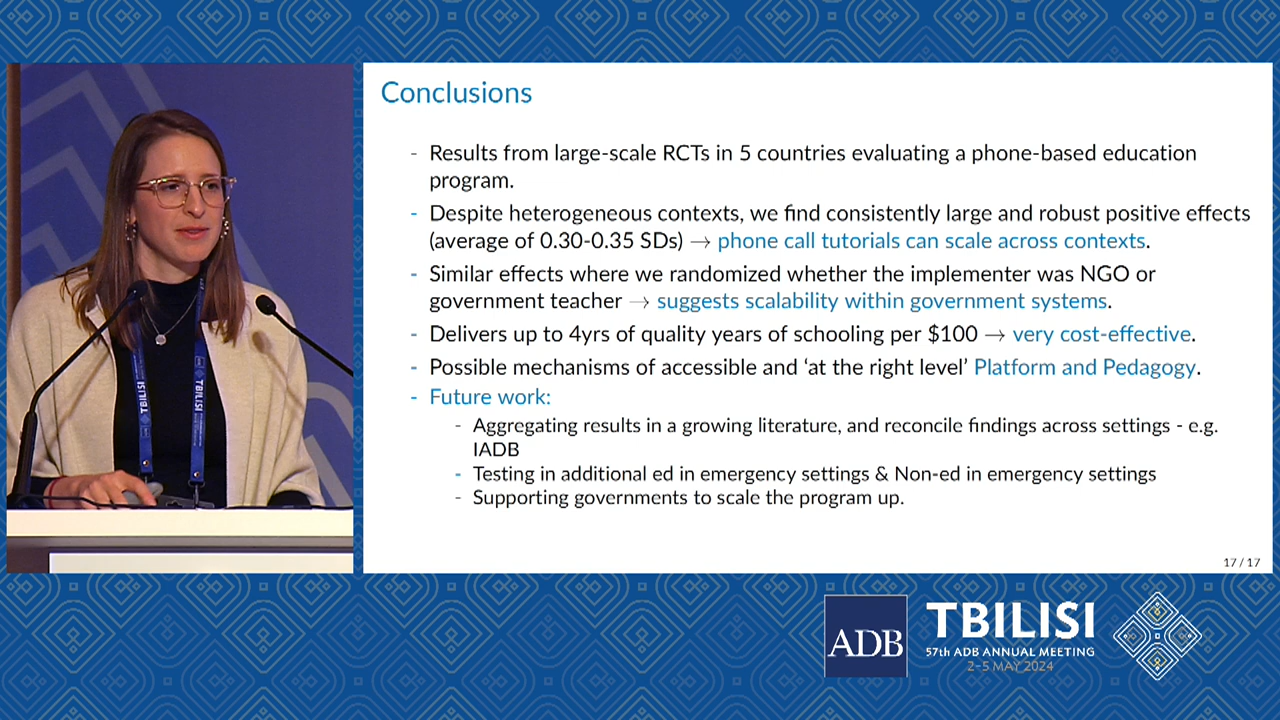 Conclusions
- Results from large-scale RCTs in 5 countries evaluating a phone-based education
program.
- Despite heterogeneous contexts, we find consistently large and robust positive effects
(average of 0.30-0.35 SDs) → phone call tutorials can scale across contexts.
- Similar effects where we randomized whether the implementer was NGO or
government teacher → suggests scalability within government systems.
- Delivers up to 4yrs of quality years of schooling per $100 → very cost-effective.
- Possible mechanisms of accessible and ‘at the right level’ Platform and Pedagogy.
- Future work:
- Aggregating results in a growing literature, and reconcile findings across settings - e.g.
IADB
- Testing in additional ed in emergency settings & Non-ed in emergency settings
- Supporting governments to scale the program up.
17 / 17
TBILISI
TBILISI
ADB
TBILISI
57th ADB ANNUAL MEETING
2–5 MAY 2024